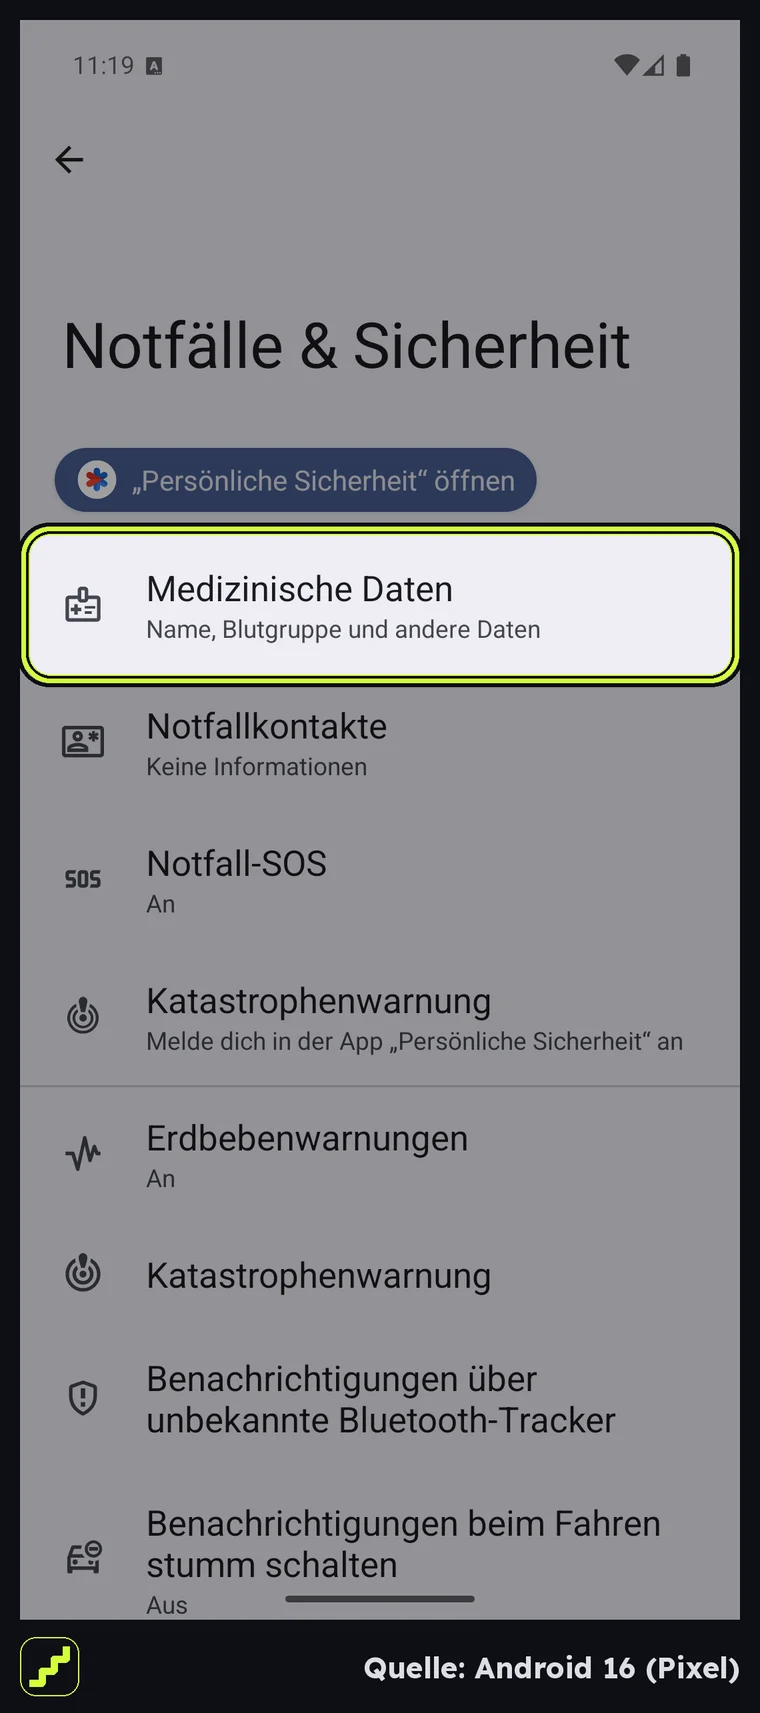 11:19 A
Notfälle & Sicherheit
„Persönliche Sicherheit“ öffnen
Medizinische Daten
Name, Blutgruppe und andere Daten
Notfallkontakte
Keine Informationen
SOS
Notfall-SOS
An
Katastrophenwarnung
Melde dich in der App „Persönliche Sicherheit“ an
Erdbebenwarnungen
An
Katastrophenwarnung
Benachrichtigungen über
unbekannte Bluetooth-Tracker
Benachrichtigungen beim Fahren
stumm schalten
Aus
Quelle: Android 16 (Pixel)